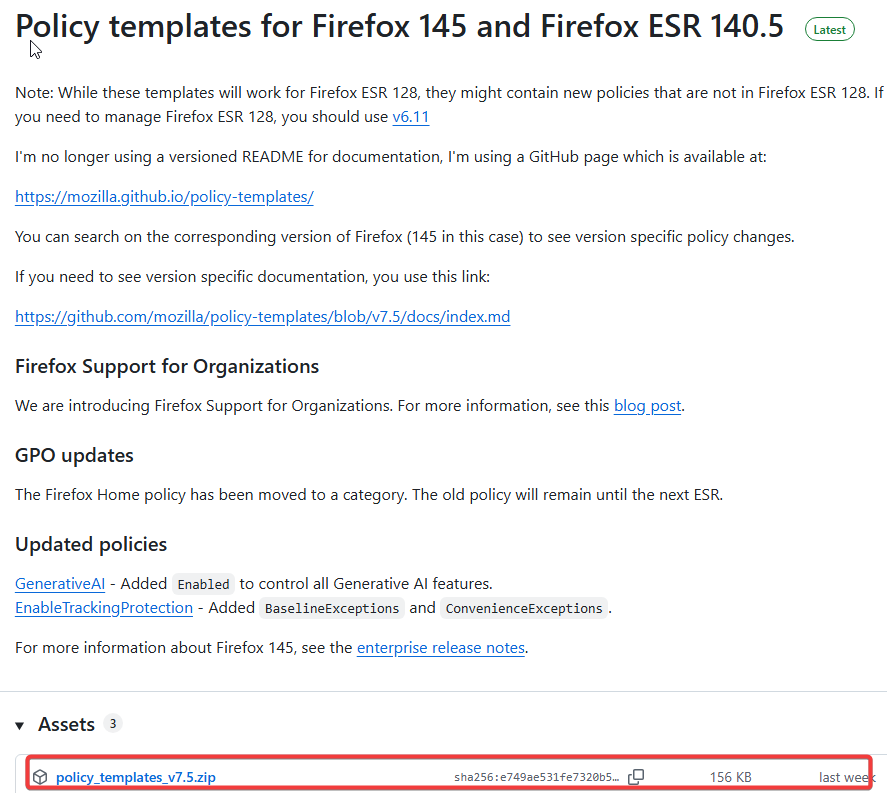 Policy templates for Firefox 145 and Firefox ESR 140.5 Latest
Note: While these templates will work for Firefox ESR 128, they might contain new policies that are not in Firefox ESR 128. If
you need to manage Firefox ESR 128, you should use v6.11
I'm no longer using a versioned README for documentation, I'm using a GitHub page which is available at:
https://mozilla.github.io/policy-templates/
You can search on the corresponding version of Firefox (145 in this case) to see version specific policy changes.
If you need to see version specific documentation, you use this link:
https://github.com/mozilla/policy-templates/blob/v7.5/docs/index.md
Firefox Support for Organizations
We are introducing Firefox Support for Organizations. For more information, see this blog post.
GPO updates
The Firefox Home policy has been moved to a category. The old policy will remain until the next ESR.
Updated policies
GenerativeAI - Added Enabled to control all Generative AI features.
EnableTrackingProtection - Added BaselineExceptions and ConvenienceExceptions.
For more information about Firefox 145, see the enterprise release notes.
Assets 3
policy_templates_v7.5.zip sha256:e749ae531fe7320b5… 156 KB last week